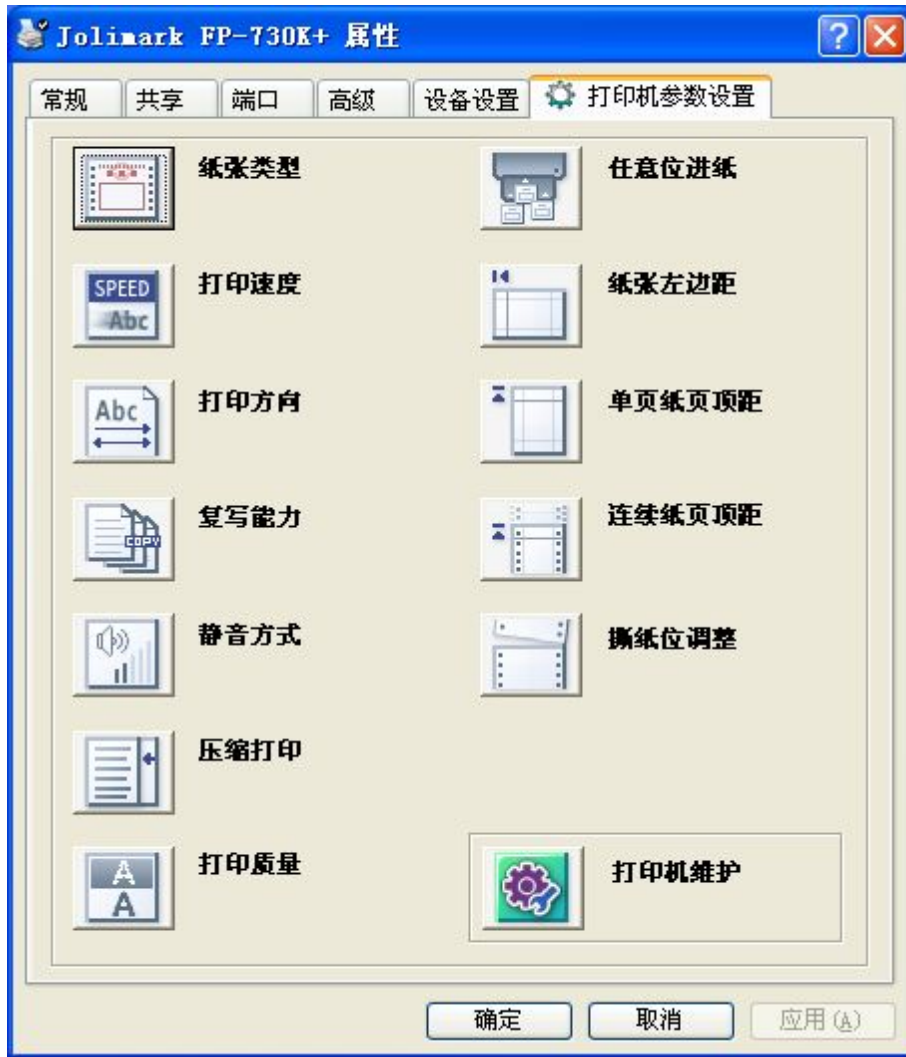 Jolimark FP-730K+ 属性
常规 共享 端口 高级 设备设置 打印机参数设置
纸张类型 任意位进纸
SPEED Abc 打印速度 纸张左边距
Abc 打印方向 单页纸页顶距
COPY 复写能力 连续纸页顶距
静音方式 撕纸位调整
压缩打印
A A 打印质量 打印机维护
确定 取消 应用(A)